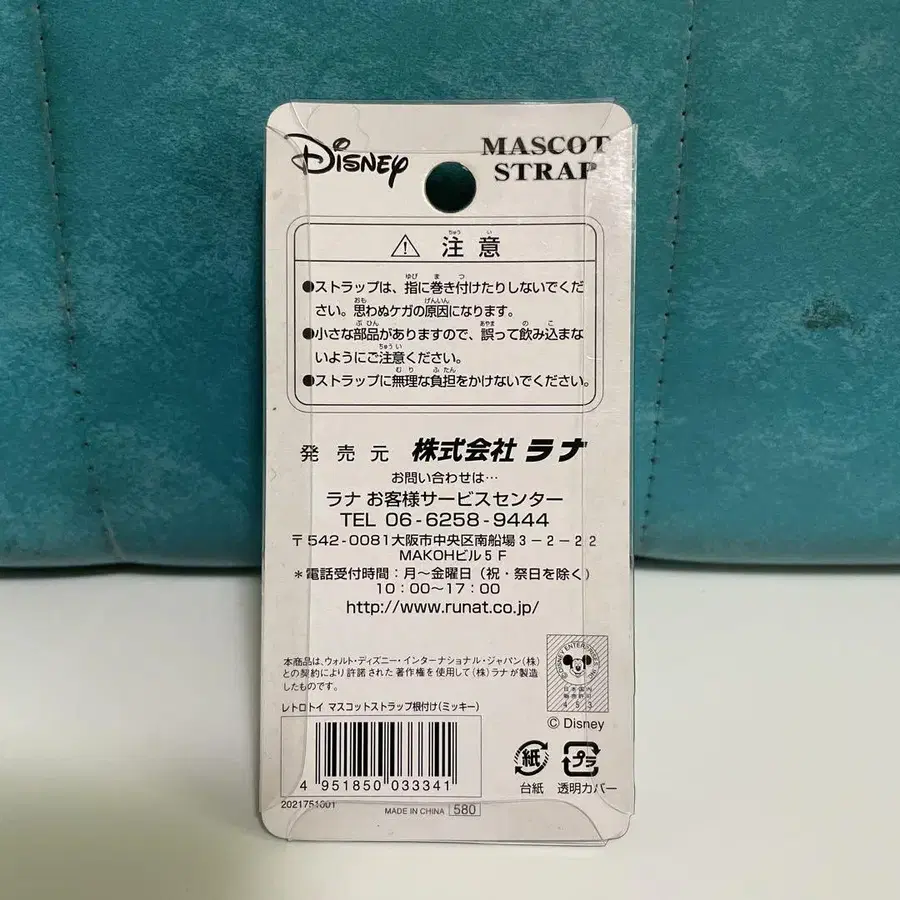 Disney
MASCOT
STRAP
注意
●ストラップは、指に巻き付けたりしないでくだ
さい。思わぬケガの原因になります。
●小さな部品がありますので、誤って飲み込まな
いようにご注意ください。
●ストラップに無理な負担をかけないでください。
発売元 株式会社 ラナ
お問い合わせは…
ラナ お客様サービスセンター
TEL 06-6258-9444
〒542-0081大阪市中央区南船場3-2-22
MAKOHビル5F
*電話受付時間：月〜金曜日（祝・祭日を除く）
10：00〜17：00
http://www.runat.co.jp/
本商品は、ウォルト・ディズニー・インターナショナル・ジャパン(株)
との契約により許諾された著作権を使用して(株)ラナが製造
したものです。
レトロトイ マスコットストラップ根付け(ミッキー)
4 951850 033341
2021751001
MADE IN CHINA 580
DISNEY ENTERPRISES, INC.
日本国内
販売許可
453
© Disney
紙
台紙
プラ
透明カバー